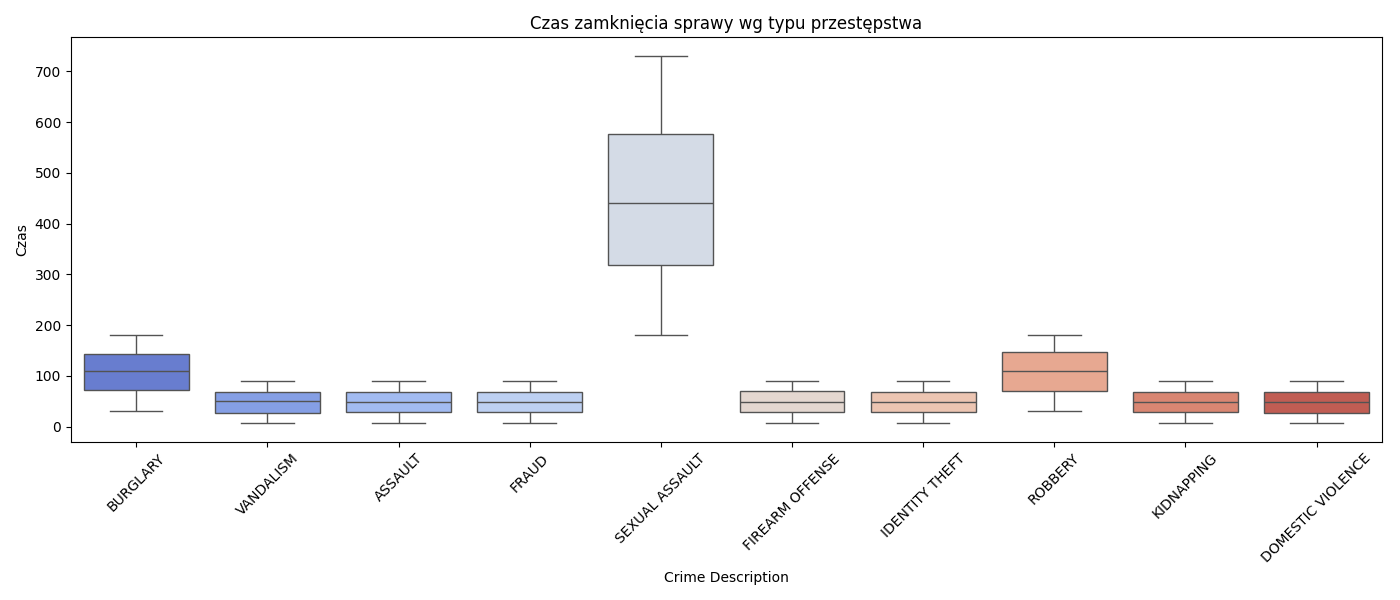 Czas zamknięcia sprawy wg typu przestępstwa
Czas
700
600
500
400
300
200
100
0
BURGLARY
VANDALISM
ASSAULT
FRAUD
SEXUAL ASSAULT
FIREARM OFFENSE
IDENTITY THEFT
ROBBERY
KIDNAPPING
DOMESTIC VIOLENCE
Crime Description